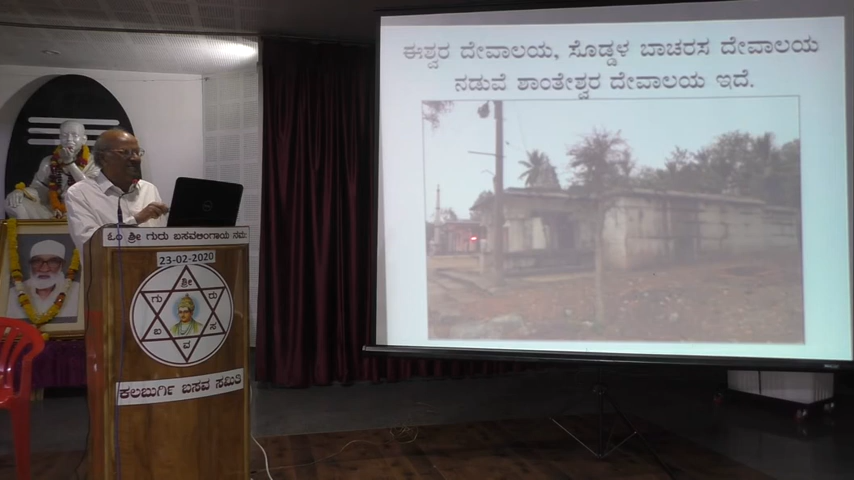 ಈಶ್ವರ ದೇವಾಲಯ, ಸೊಡ್ಡಳ ಬಾಚರಸ ದೇವಾಲಯ
ನಡುವೆ ಶಾಂತೇಶ್ವರ ದೇವಾಲಯ ಇದೆ.
ಓಂ ಶ್ರೀ ಗುರು ಬಸವಲಿಂಗಾಯ ನಮಃ
23-02-2020
ಶ್ರೀ
ಗು ರು
ಬ ಸ
ವ
ಕಲಬುರ್ಗಿ ಬಸವ ಸಮಿತಿ